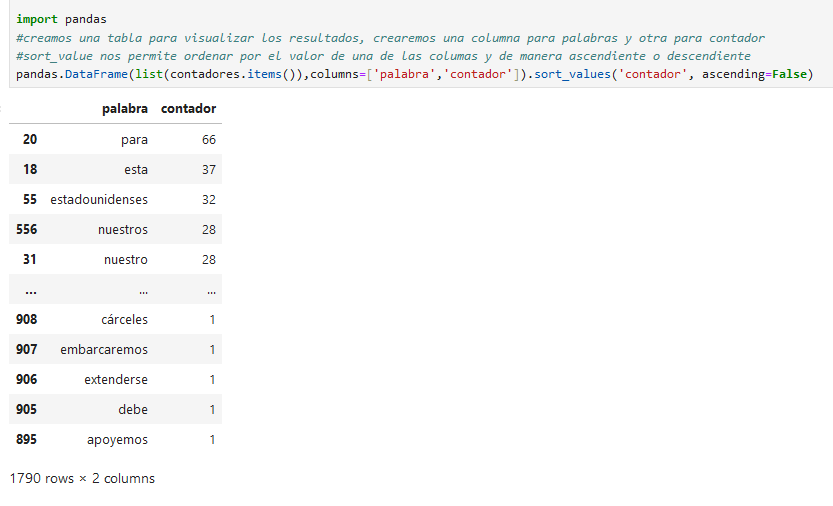 import pandas
#creamos una tabla para visualizar los resultados, crearemos una columna para palabras y otra para contador
#sort_value nos permite ordenar por el valor de una de las columas y de manera ascendiente o descendiente
pandas.DataFrame(list(contadores.items()),columns=['palabra','contador']).sort_values('contador', ascending=False)
palabra contador
20 para 66
18 esta 37
55 estadounidenses 32
556 nuestros 28
31 nuestro 28
... ... ...
908 cárceles 1
907 embarcaremos 1
906 extenderse 1
905 debe 1
895 apoyemos 1
1790 rows × 2 columns